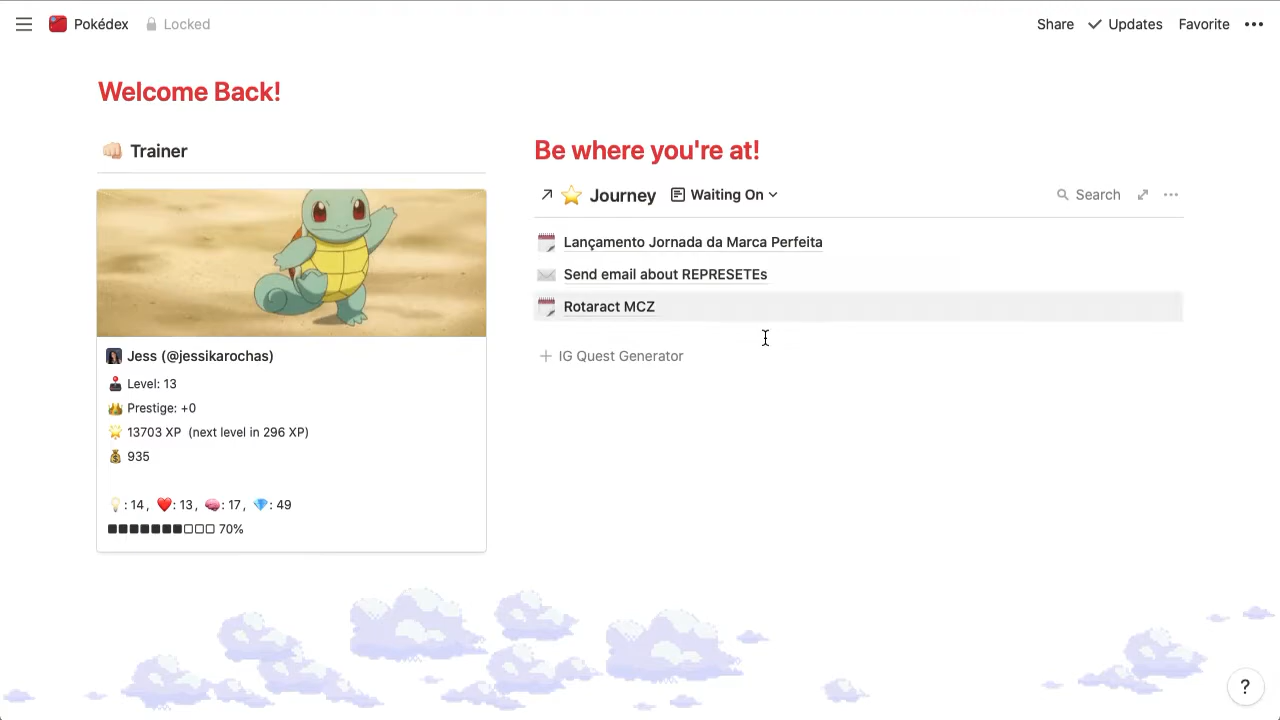 Pokédex Locked Share Updates Favorite
Welcome Back!
Trainer
Jess (@jessikarochas)
Level: 13
Prestige: +0
13703 XP (next level in 296 XP)
935
: 14, : 13, : 17, : 49
70%
Be where you're at!
Journey Waiting On Search
Lançamento Jornada da Marca Perfeita
Send email about REPRESETEs
Rotaract MCZ
IG Quest Generator
?